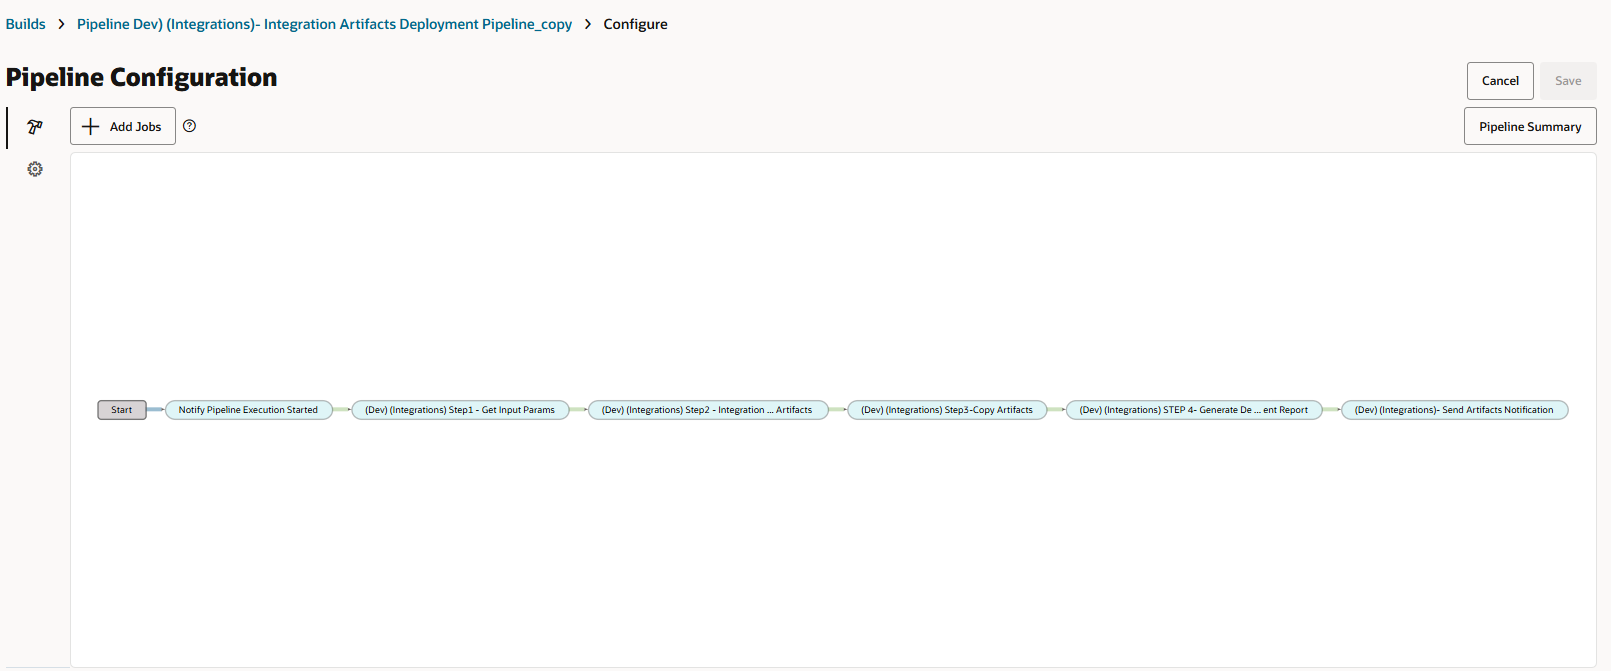 Builds > Pipeline Dev) (Integrations)- Integration Artifacts Deployment Pipeline_copy > Configure
Pipeline Configuration
Cancel
Save
Add Jobs
Pipeline Summary
Start
Notify Pipeline Execution Started
(Dev) (Integrations) Step1 - Get Input Params
(Dev) (Integrations) Step2 - Integration ... Artifacts
(Dev) (Integrations) Step3-Copy Artifacts
(Dev) (Integrations) STEP 4- Generate De ... ent Report
(Dev) (Integrations)- Send Artifacts Notification